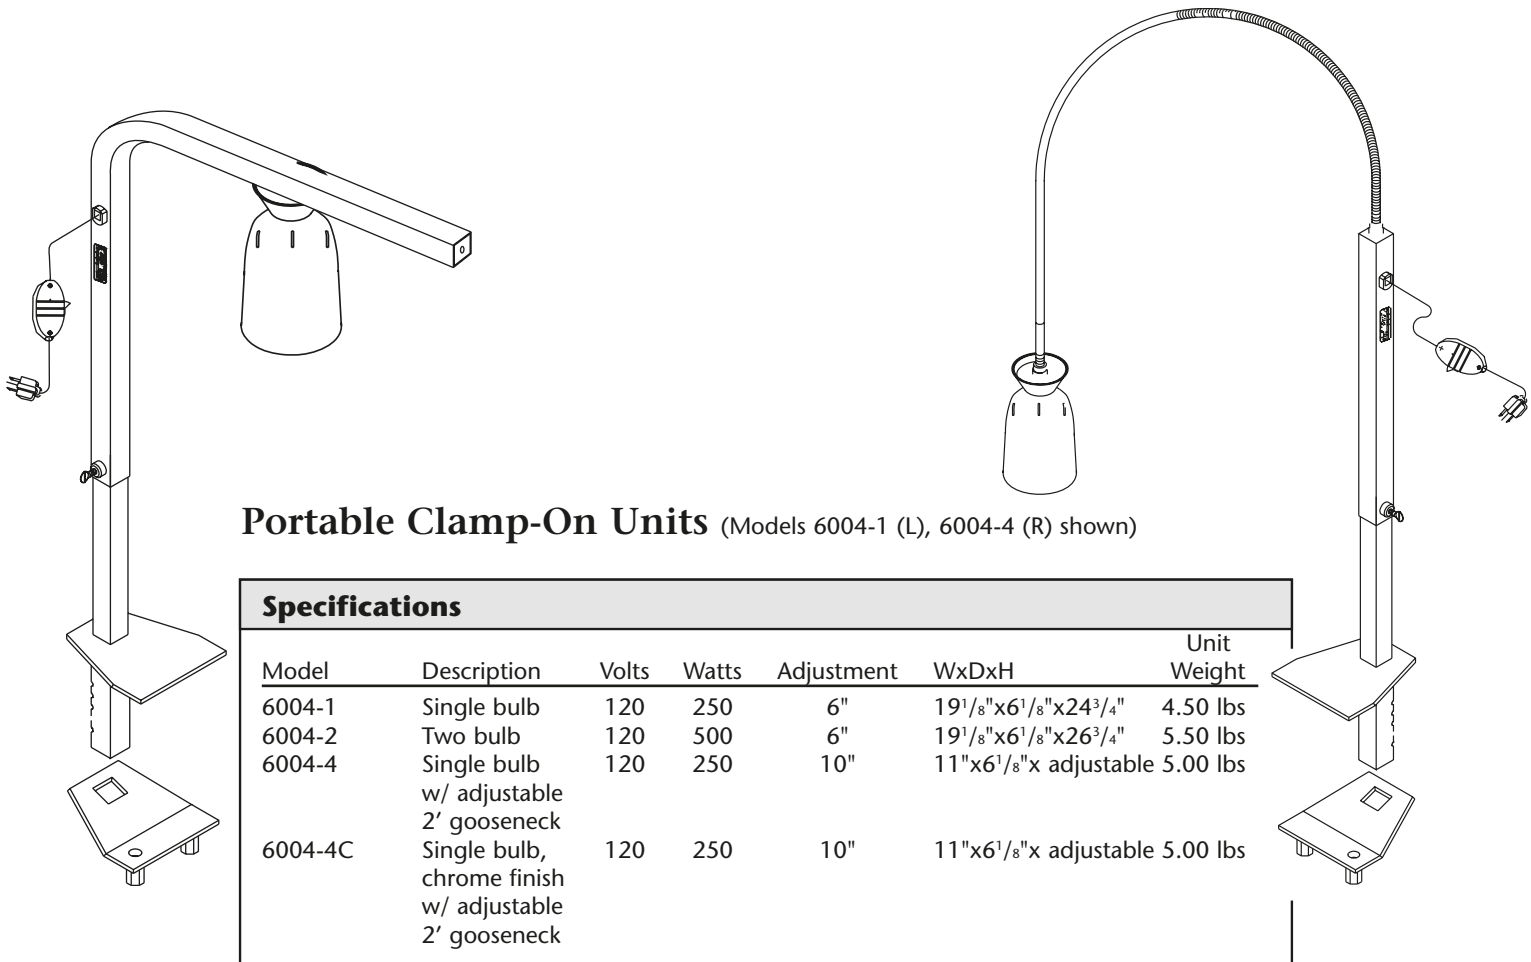 Portable Clamp-On Units (Models 6004-1 (L), 6004-4 (R) shown)
Specifications
Unit
Model Description Volts Watts Adjustment WxDxH Weight
6004-1 Single bulb 120 250 6" 19¹/₈"x6¹/₈"x24³/₄" 4.50 lbs
6004-2 Two bulb 120 500 6" 19¹/₈"x6¹/₈"x26³/₄" 5.50 lbs
6004-4 Single bulb 120 250 10" 11"x6¹/₈"x adjustable 5.00 lbs
w/ adjustable
2′ gooseneck
6004-4C Single bulb, 120 250 10" 11"x6¹/₈"x adjustable 5.00 lbs
chrome finish
w/ adjustable
2′ gooseneck